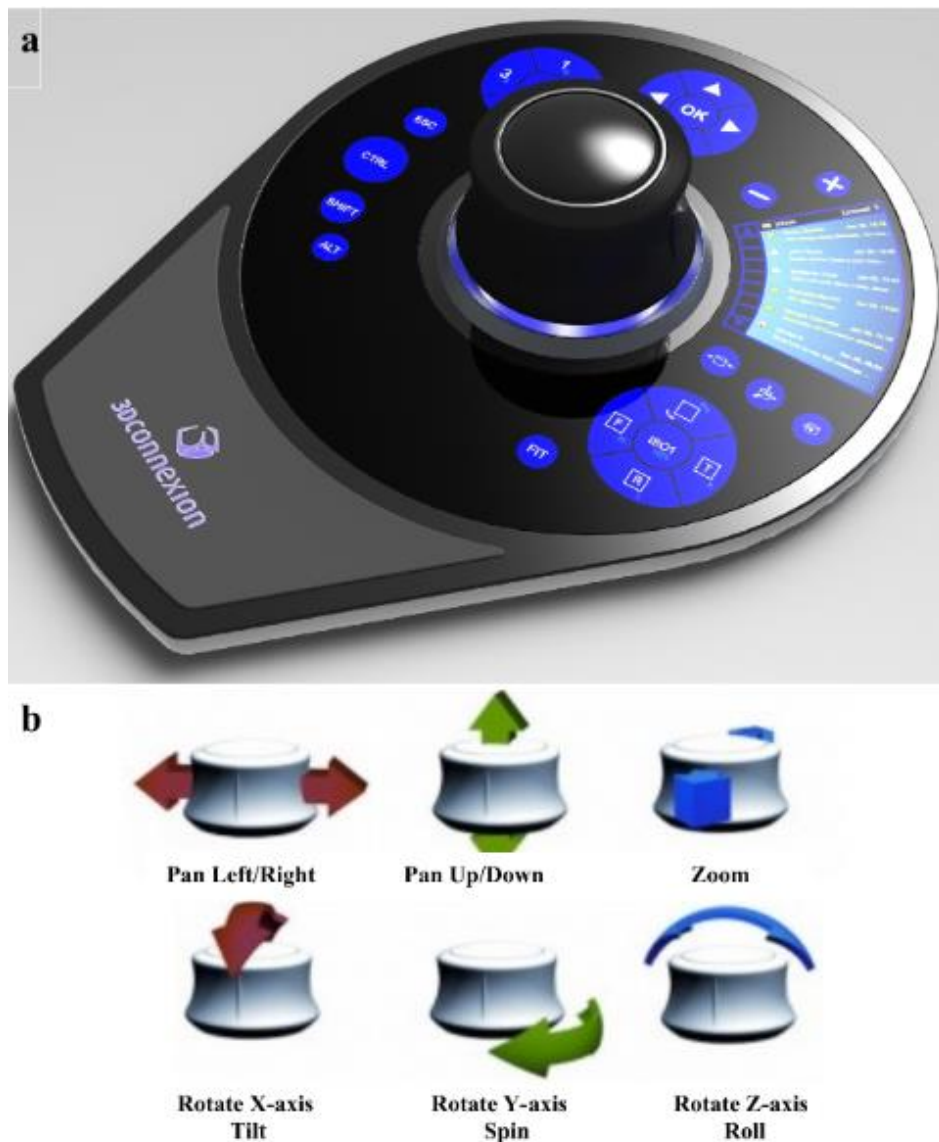 a
3 1
ESC
OK
CTRL
SHIFT
ALT
3Dconnexion
FIT
F
ISO1
T
R
b
Pan Left/Right Pan Up/Down Zoom
Rotate X-axis Rotate Y-axis Rotate Z-axis
Tilt Spin Roll